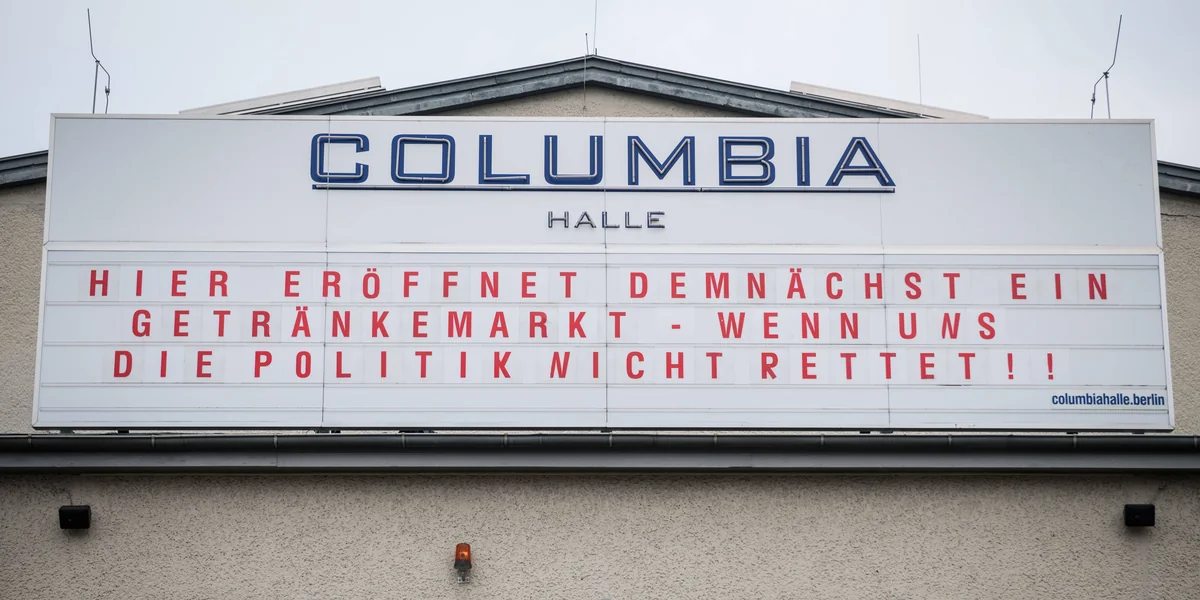 COLUMBIA
HALLE
HIER ERÖFFNET DEMNÄCHST EIN
GETRÄNKEMARKT - WENN UNS
DIE POLITIK NICHT RETTET!!
columbiahalle.berlin